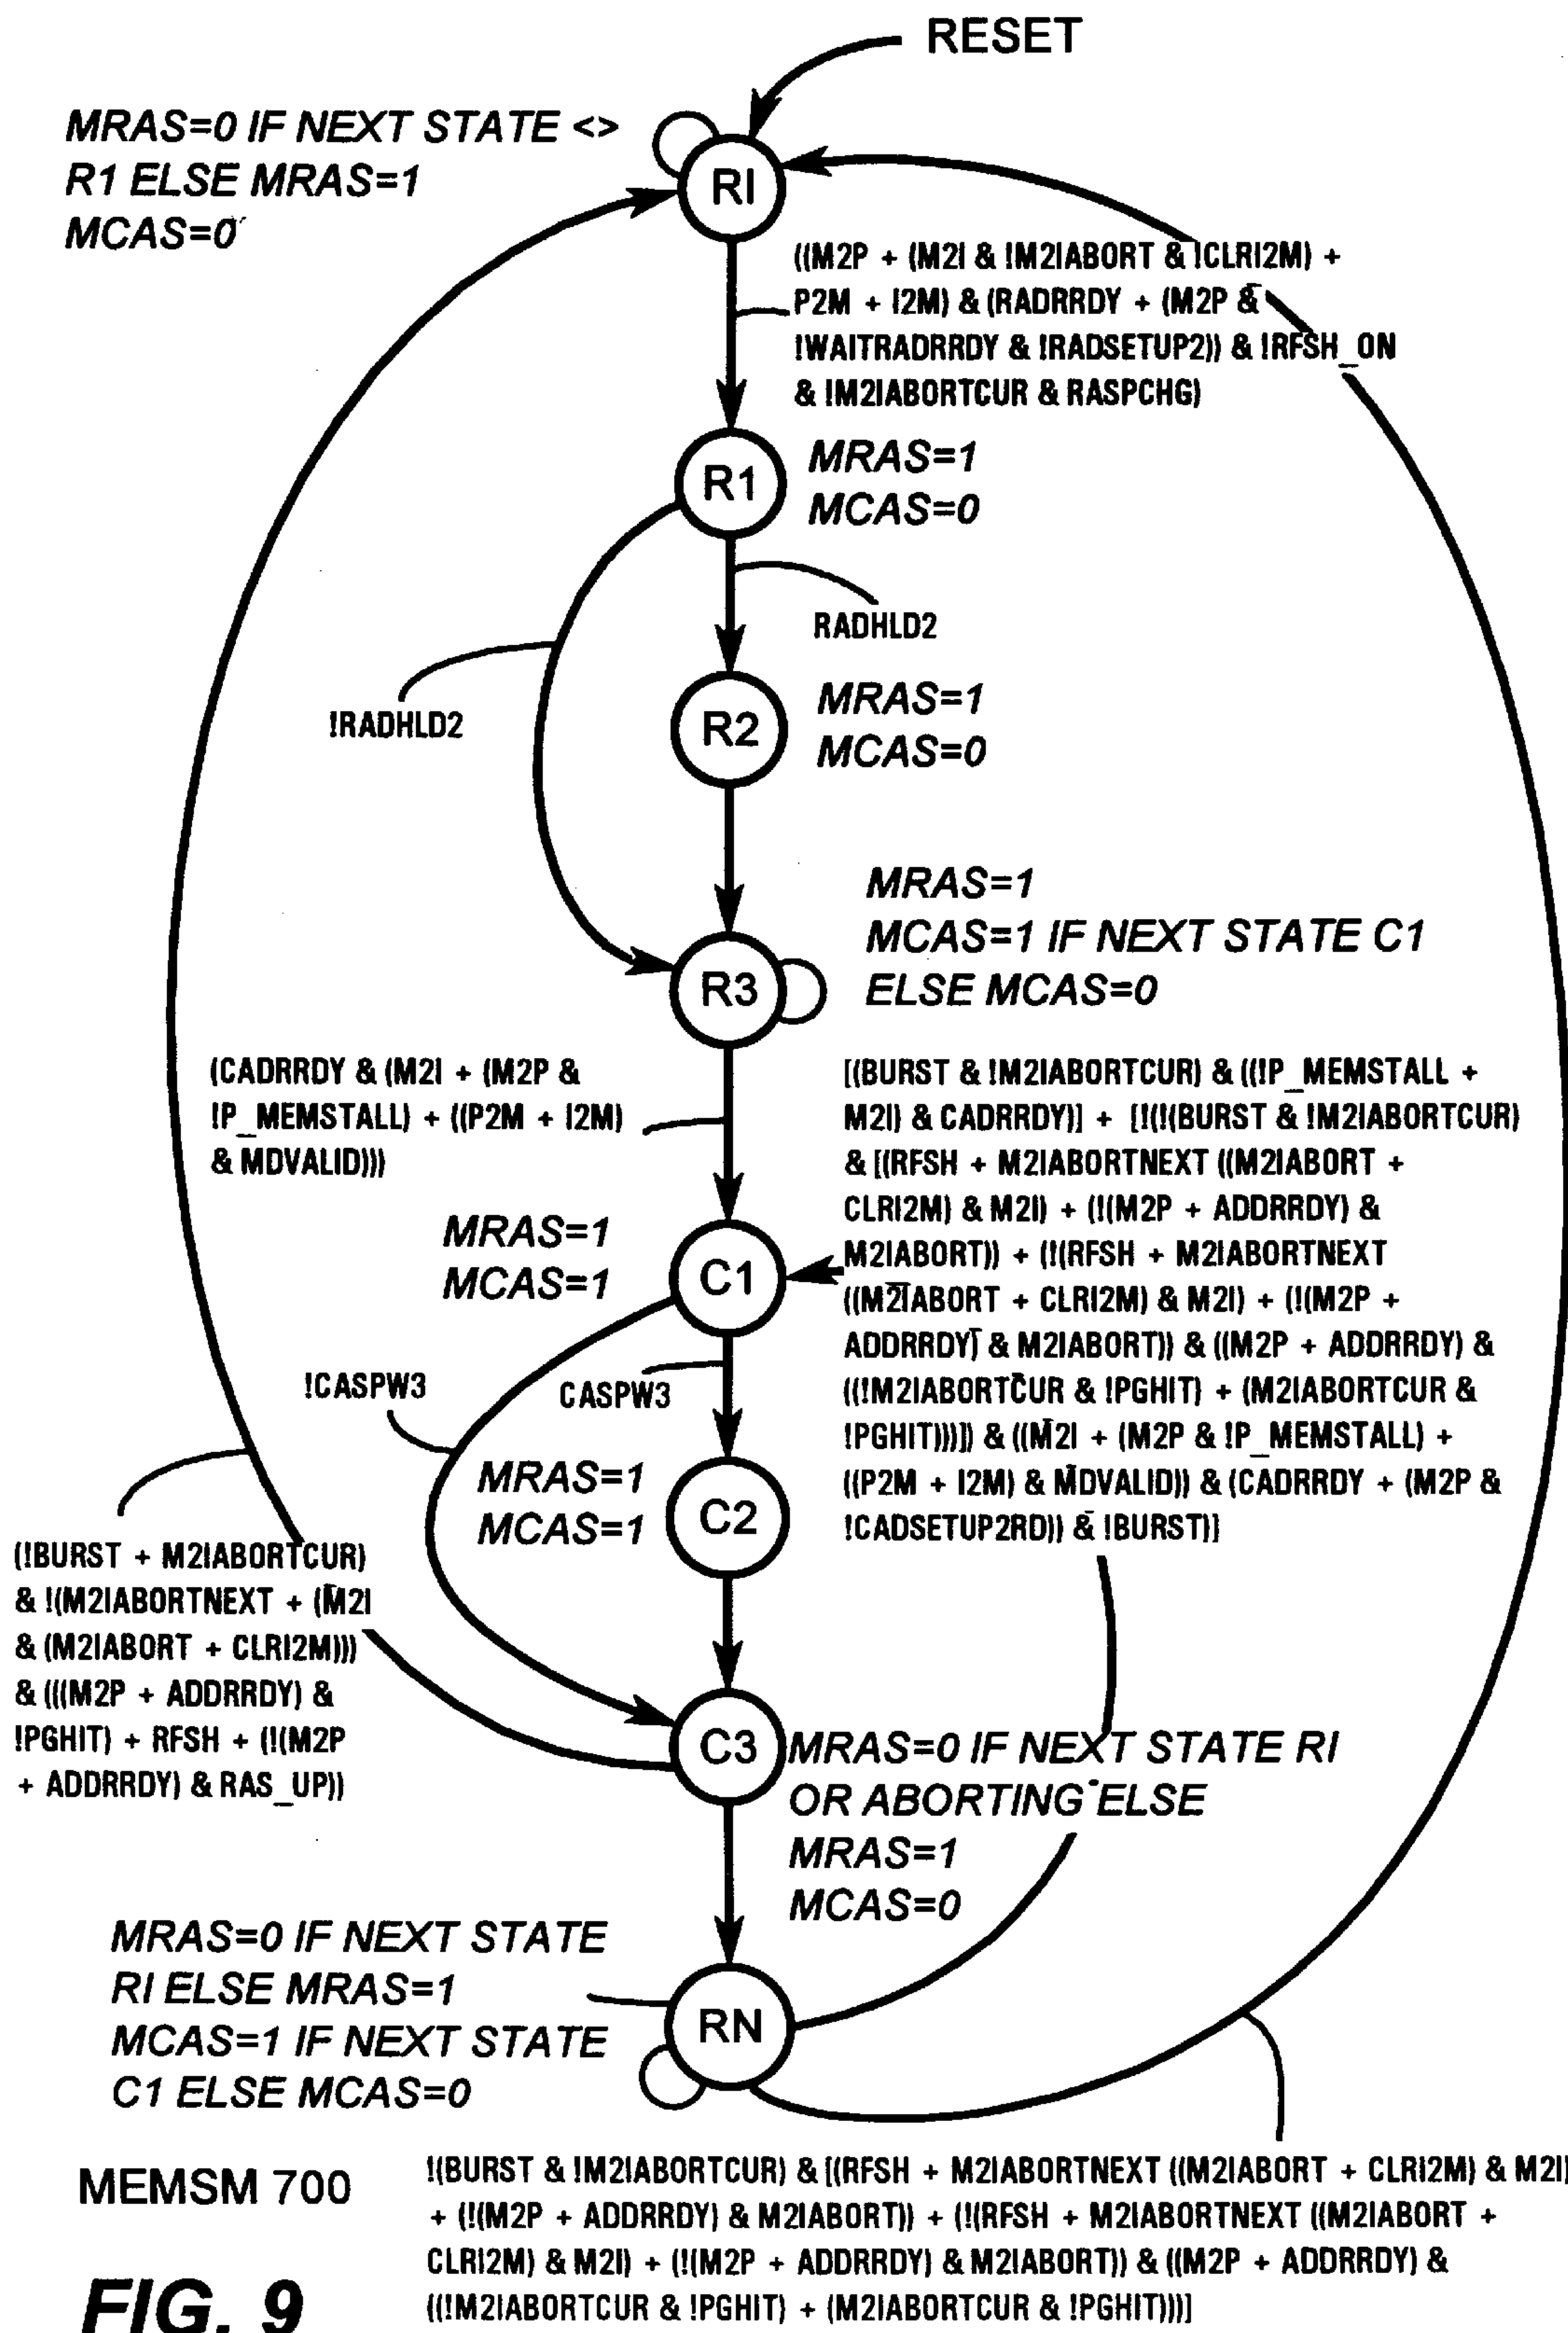 RESET
MRAS=0 IF NEXT STATE <>
R1 ELSE MRAS=1
MCAS=0
RI
((M2P + (M2I & !M2IABORT & !CLRI2M) +
P2M + I2M) & (RADRRDY + (M2P &
!WAITRADRRDY & !RADSETUP2)) & !RFSH_ON
& !M2IABORTCUR & RASPCHG)
R1
MRAS=1
MCAS=0
RADHLD2
!RADHLD2
R2
MRAS=1
MCAS=0
MRAS=1
MCAS=1 IF NEXT STATE C1
ELSE MCAS=0
R3
(CADRRDY & (M2I + (M2P &
!P_MEMSTALL) + ((P2M + I2M)
& MDVALID)))
[(BURST & !M2IABORTCUR) & ((!P_MEMSTALL +
M2I) & CADRRDY)] + [!(!(BURST & !M2IABORTCUR)
& [(RFSH + M2IABORTNEXT ((M2IABORT +
CLRI2M) & M2I) + (!(M2P + ADDRRDY) &
M2IABORT)) + (!(RFSH + M2IABORTNEXT
((M2IABORT + CLRI2M) & M2I) + (!(M2P +
ADDRRDY) & M2IABORT)) & ((M2P + ADDRRDY) &
((!M2IABORTCUR & !PGHIT) + (M2IABORTCUR &
!PGHIT)))]) & ((M2I + (M2P & !P_MEMSTALL) +
((P2M + I2M) & MDVALID)) & (CADRRDY + (M2P &
!CADSETUP2RD)) & !BURST)]
MRAS=1
MCAS=1
C1
!CASPW3
CASPW3
MRAS=1
MCAS=1
C2
(!BURST + M2IABORTCUR)
& !(M2IABORTNEXT + (M2I
& (M2IABORT + CLRI2M)))
& (((M2P + ADDRRDY) &
!PGHIT) + RFSH + (!(M2P
+ ADDRRDY) & RAS_UP))
C3
MRAS=0 IF NEXT STATE RI
OR ABORTING ELSE
MRAS=1
MCAS=0
MRAS=0 IF NEXT STATE
RI ELSE MRAS=1
MCAS=1 IF NEXT STATE
C1 ELSE MCAS=0
RN
MEMSM 700
!(BURST & !M2IABORTCUR) & [(RFSH + M2IABORTNEXT ((M2IABORT + CLRI2M) & M2I)
+ (!(M2P + ADDRRDY) & M2IABORT)) + (!(RFSH + M2IABORTNEXT ((M2IABORT +
CLRI2M) & M2I) + (!(M2P + ADDRRDY) & M2IABORT)) & ((M2P + ADDRRDY) &
((!M2IABORTCUR & !PGHIT) + (M2IABORTCUR & !PGHIT)))]
FIG. 9